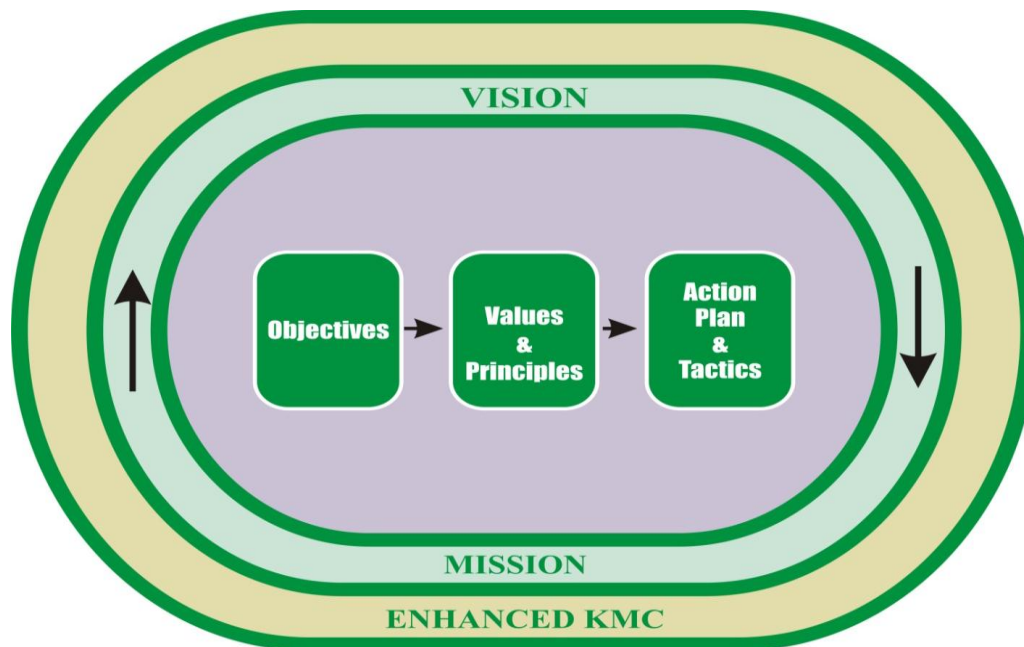 VISION
Objectives
Values
&
Principles
Action
Plan
&
Tactics
MISSION
ENHANCED KMC